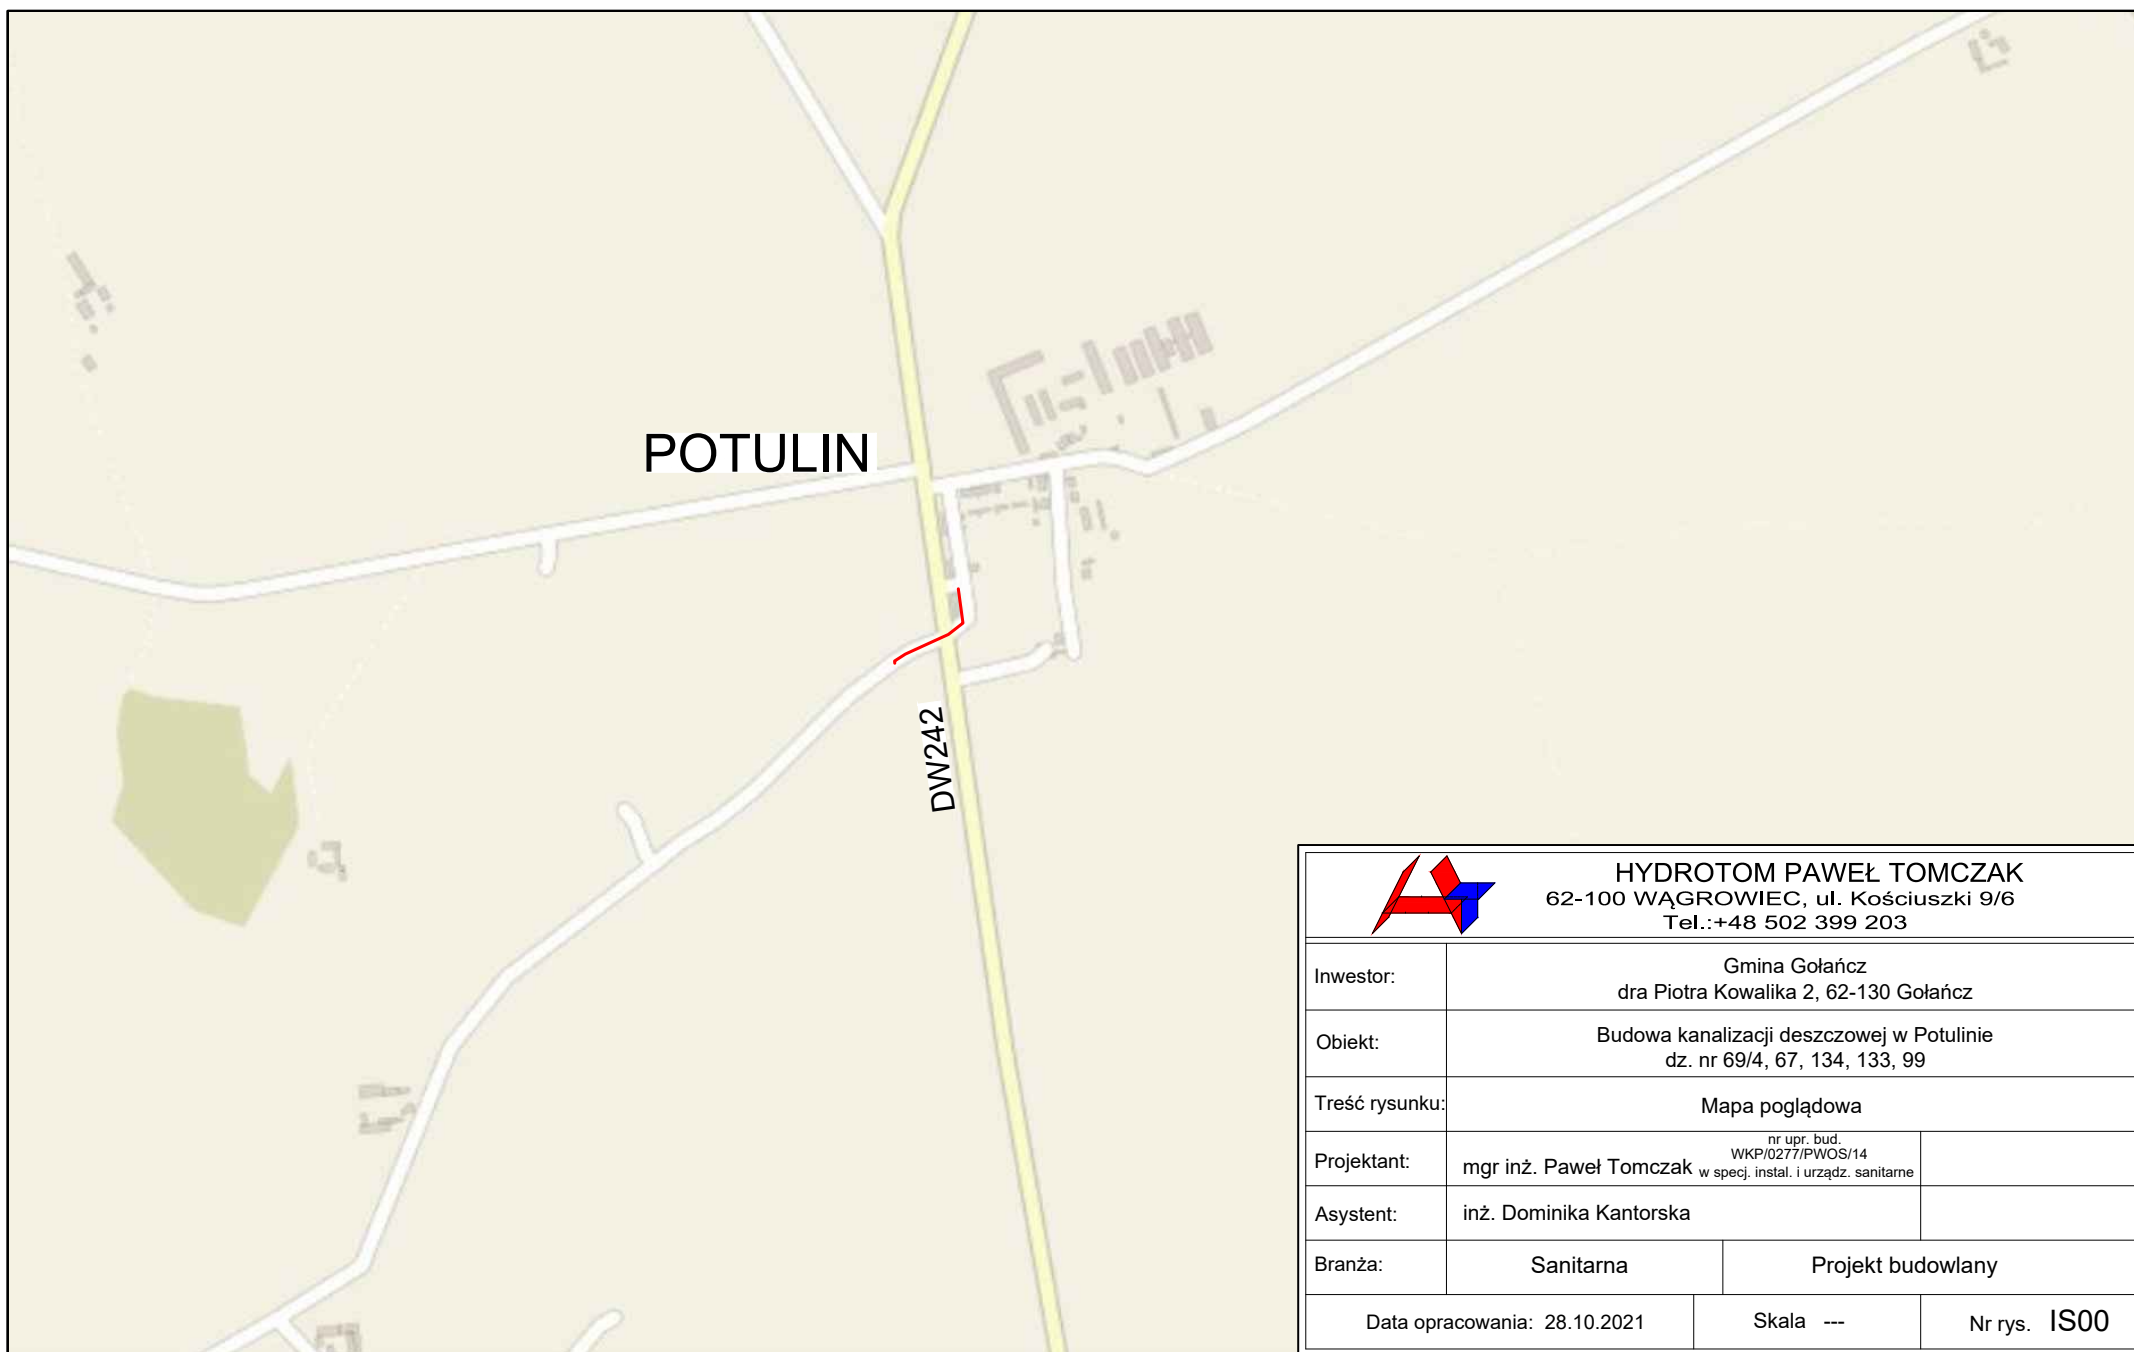 POTULIN
DW242
HYDROTOM PAWEŁ TOMCZAK
62-100 WĄGROWIEC, ul. Kościuszki 9/6
Tel.:+48 502 399 203
Inwestor:
Gmina Gołańcz
dra Piotra Kowalika 2, 62-130 Gołańcz
Obiekt:
Budowa kanalizacji deszczowej w Potulinie
dz. nr 69/4, 67, 134, 133, 99
Treść rysunku:
Mapa poglądowa
Projektant:
mgr inż. Paweł Tomczak
nr upr. bud.
WKP/0277/PWOS/14
w specj. instal. i urządz. sanitarne
Asystent:
inż. Dominika Kantorska
Branża:
Sanitarna
Projekt budowlany
Data opracowania: 28.10.2021
Skala ---
Nr rys. IS00